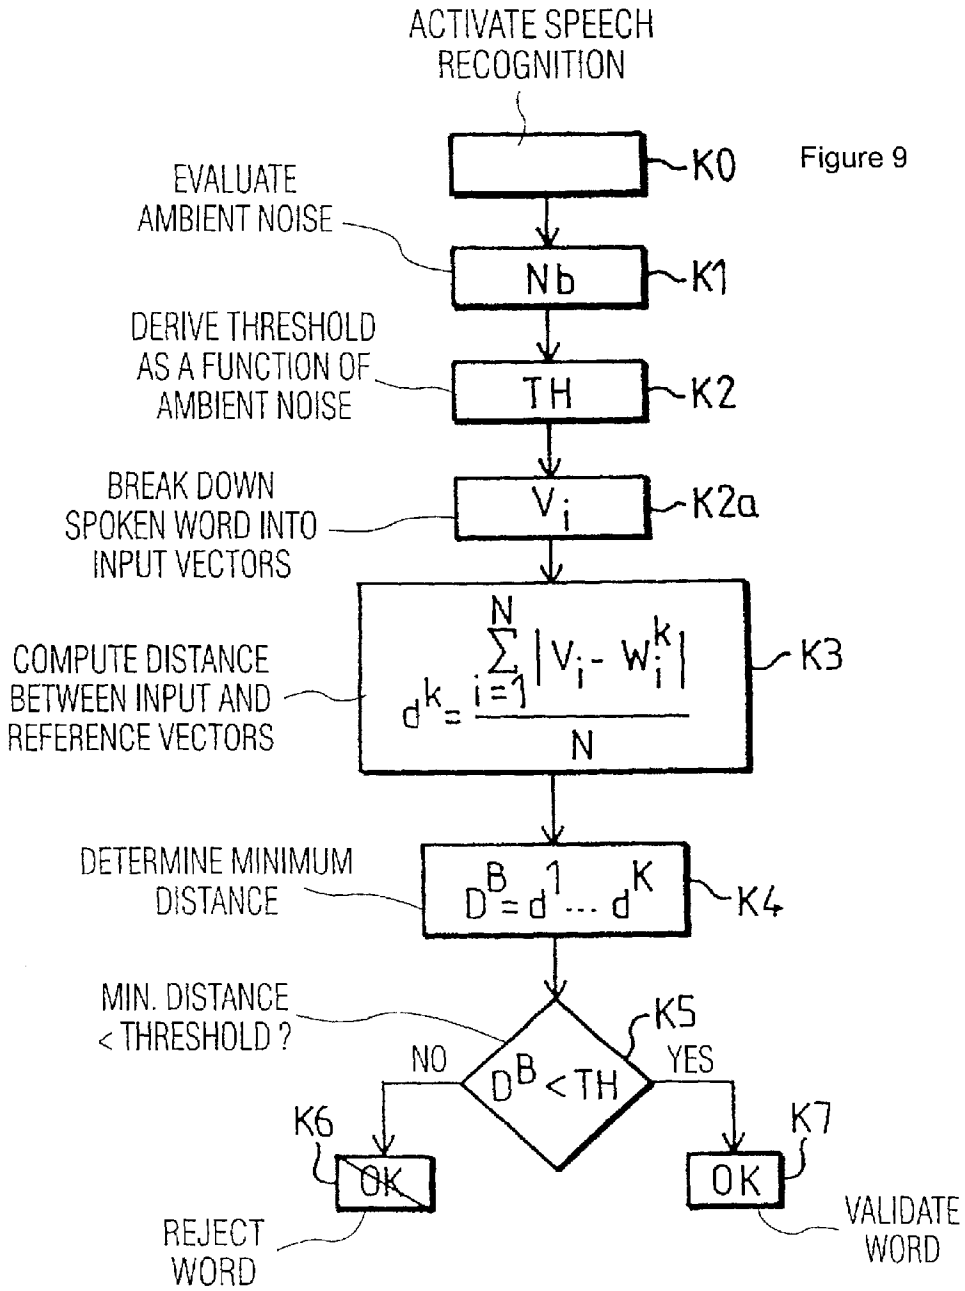 ACTIVATE SPEECH
RECOGNITION
K0
Figure 9
EVALUATE
AMBIENT NOISE
Nb
K1
DERIVE THRESHOLD
AS A FUNCTION OF
AMBIENT NOISE
TH
K2
BREAK DOWN
SPOKEN WORD INTO
INPUT VECTORS
V_i
K2a
COMPUTE DISTANCE
BETWEEN INPUT AND
REFERENCE VECTORS
d^k = \frac{\sum_{i=1}^{N} |V_i - W_i^k|}{N}
K3
DETERMINE MINIMUM
DISTANCE
D^B = d^1 ... d^K
K4
MIN. DISTANCE
< THRESHOLD ?
K5
NO
D^B < TH
YES
K6
OK
REJECT
WORD
K7
OK
VALIDATE
WORD